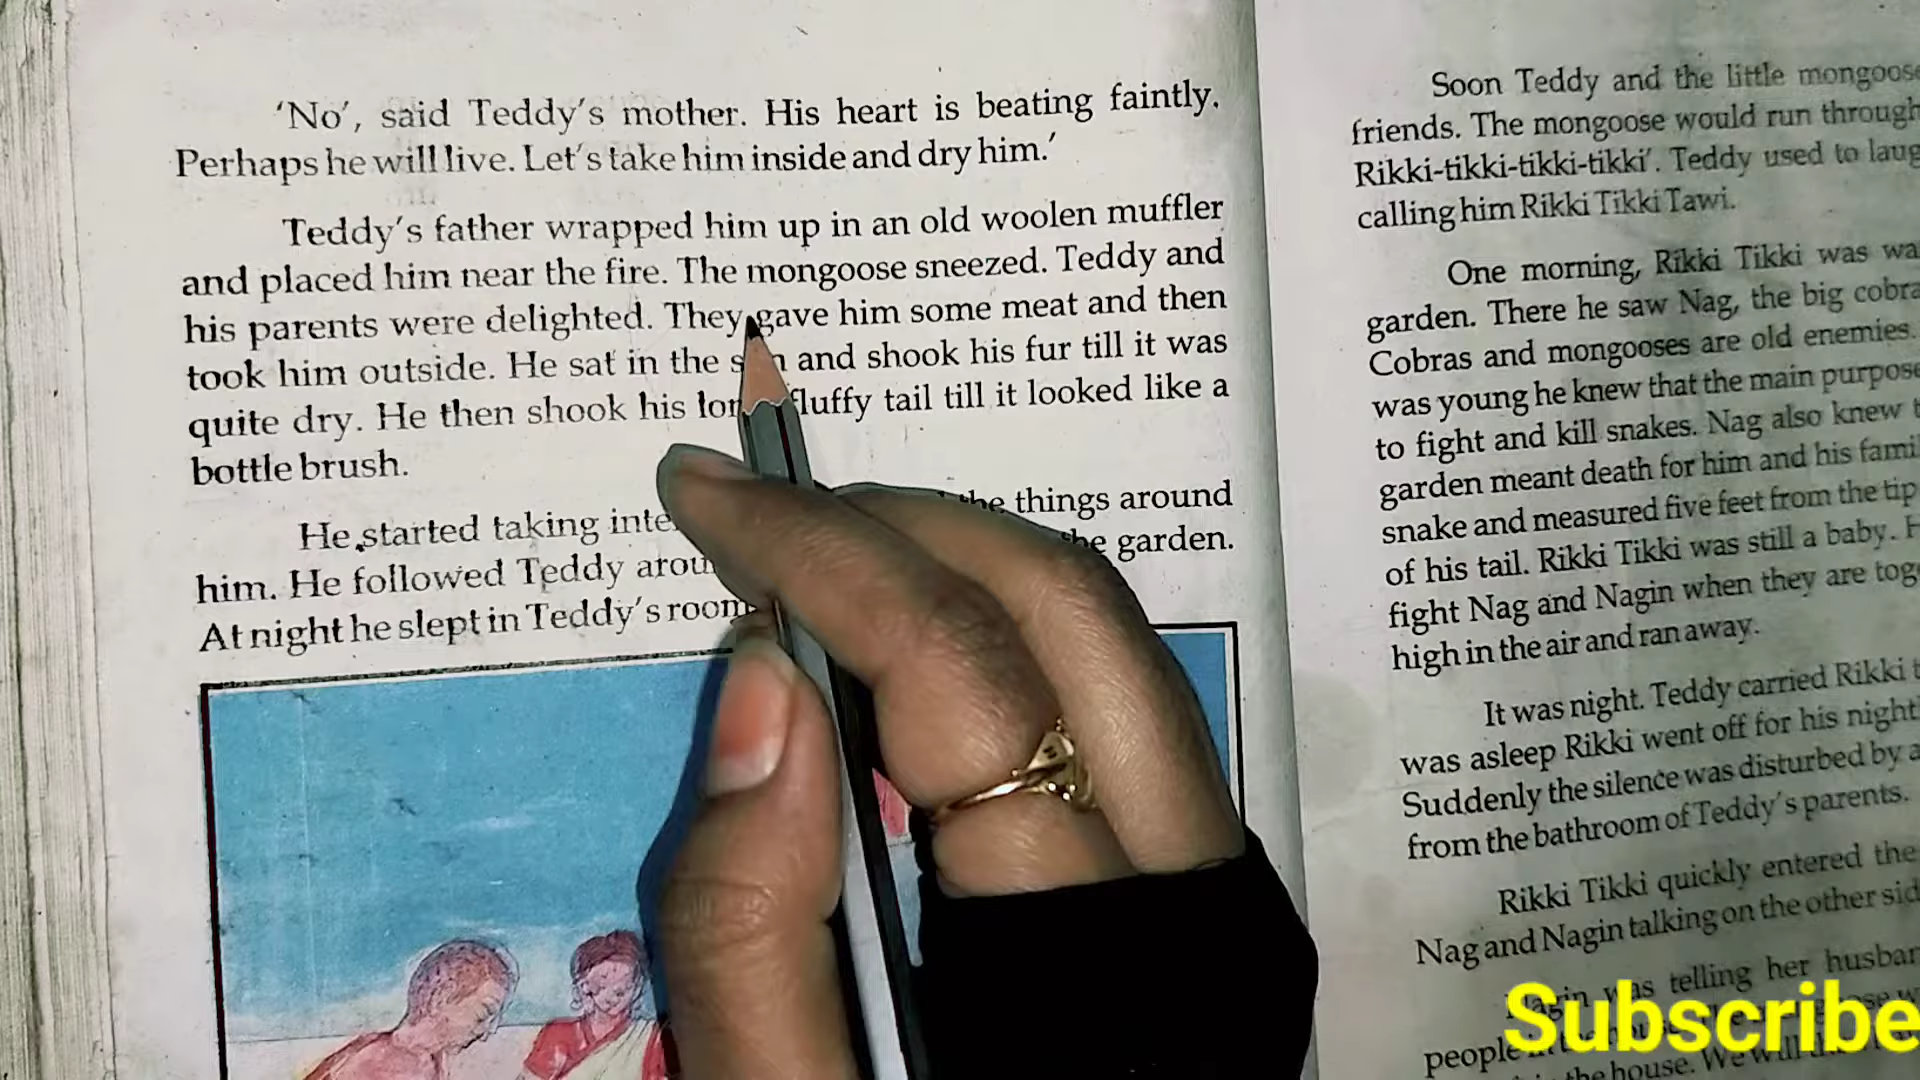 'No', said Teddy's mother. His heart is beating faintly.
Perhaps he will live. Let's take him inside and dry him.'
Teddy's father wrapped him up in an old woolen muffler
and placed him near the fire. The mongoose sneezed. Teddy and
his parents were delighted. They gave him some meat and then
took him outside. He sat in the and shook his fur till it was
quite dry. He then shook his fluffy tail till it looked like a
bottle brush.
He started taking the things around
him. He followed Teddy the garden.
At night he slept in Teddy's room
Soon Teddy and the little mongoose
friends. The mongoose would run through
Rikki-tikki-tikki-tikki'. Teddy used to
calling him Rikki Tikki Tawi.
One morning, Rikki Tikki was
garden. There he saw Nag, the big cobra
Cobras and mongooses are old enemies.
was young he knew that the main purpose
to fight and kill snakes. Nag also knew
garden meant death for him and his
snake and measured five feet from the tip
of his tail. Rikki Tikki was still a baby.
fight Nag and Nagin when they are
high in the air and ran away.
It was night. Teddy carried Rikki
was asleep Rikki went off for his
Suddenly the silence was disturbed by
from the bathroom of Teddy's parents.
Rikki Tikki quickly entered the
Nag and Nagin talking on the other
Nagin was telling her
people
the house. We will
Subscribe